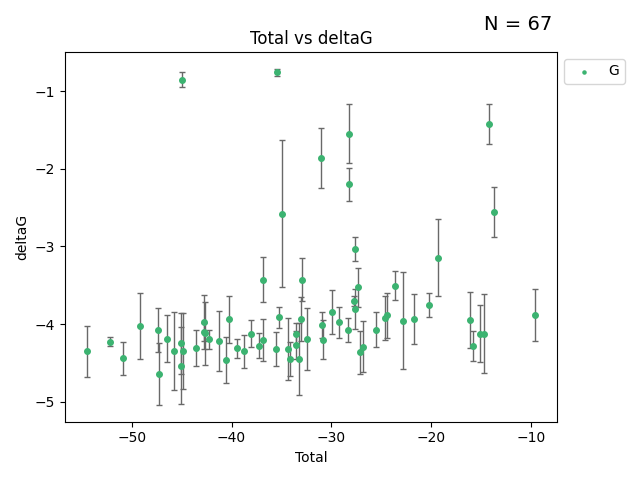 N = 67
Total vs deltaG
G
deltaG
−1
−2
−3
−4
−5
−50 −40 −30 −20 −10
Total